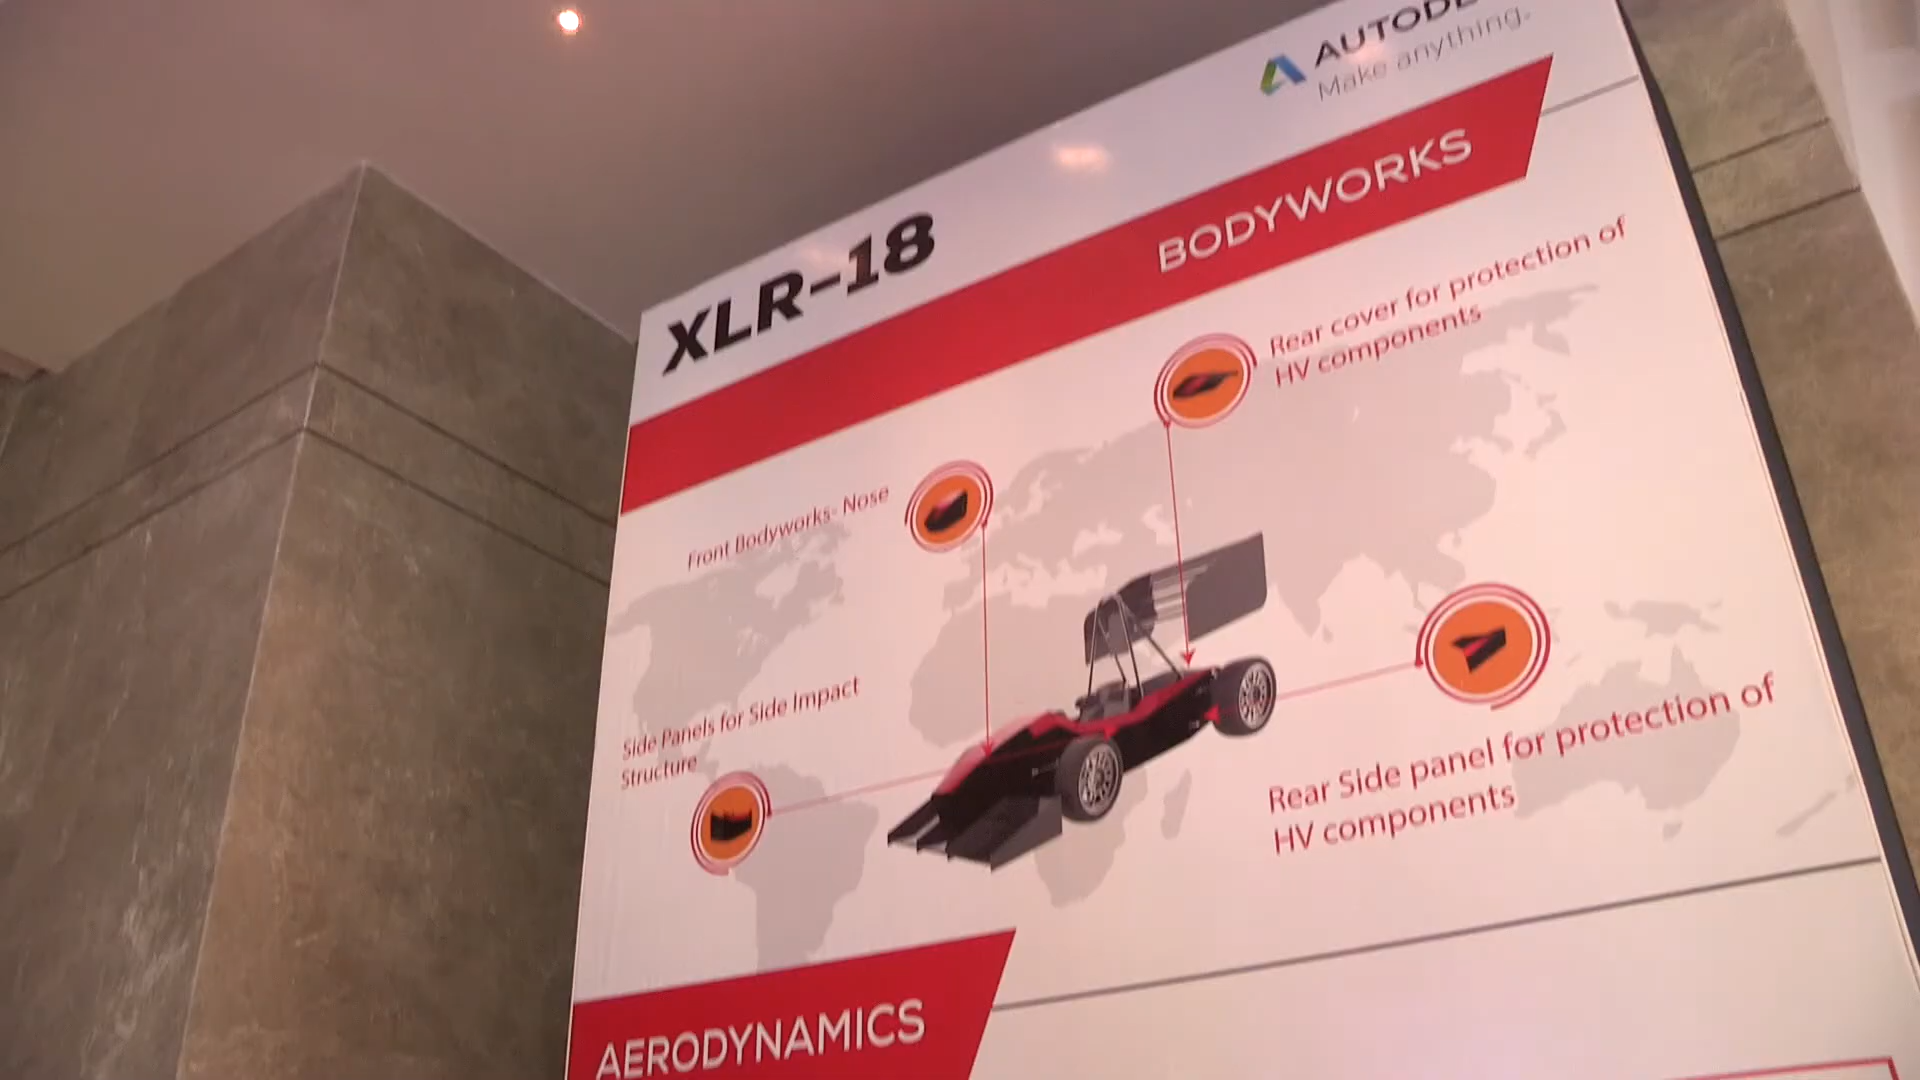 Make anything.
XLR-18
BODYWORKS
Rear cover for protection of
HV components
Front Bodyworks- Nose
Side Panels for Side Impact
Structure
Rear Side panel for protection of
HV components
AERODYNAMICS